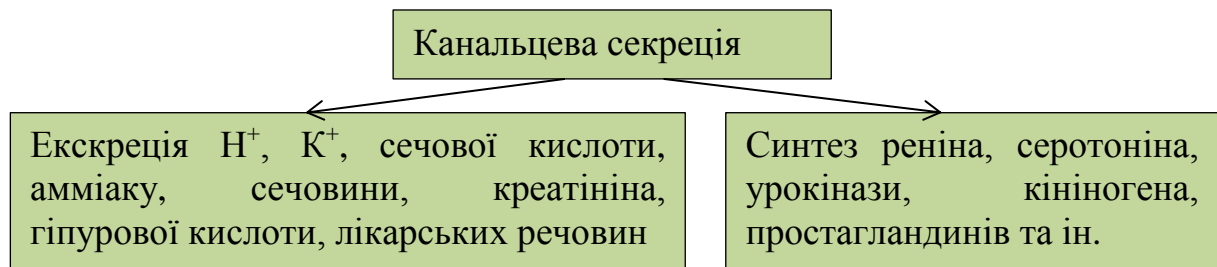 Канальцева секреція
Екскреція Н⁺, К⁺, сечової кислоти,
амміаку, сечовини, креатініна,
гіпурової кислоти, лікарських речовин
Синтез реніна, серотоніна,
урокінази, кініногена,
простагландинів та ін.